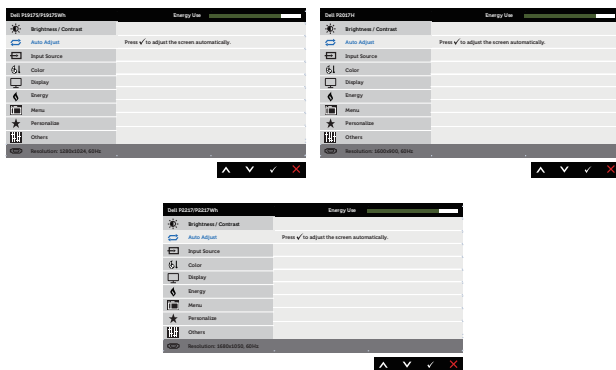 Dell P1917S/P1917SWh Energy Use
Brightness / Contrast
Auto Adjust Press ✓ to adjust the screen automatically.
Input Source
Color
Display
Energy
Menu
Personalize
Others
Resolution: 1280x1024, 60Hz
Dell P2017H Energy Use
Brightness / Contrast
Auto Adjust Press ✓ to adjust the screen automatically.
Input Source
Color
Display
Energy
Menu
Personalize
Others
Resolution: 1600x900, 60Hz
Dell P2217/P2217Wh Energy Use
Brightness / Contrast
Auto Adjust Press ✓ to adjust the screen automatically.
Input Source
Color
Display
Energy
Menu
Personalize
Others
Resolution: 1680x1050, 60Hz